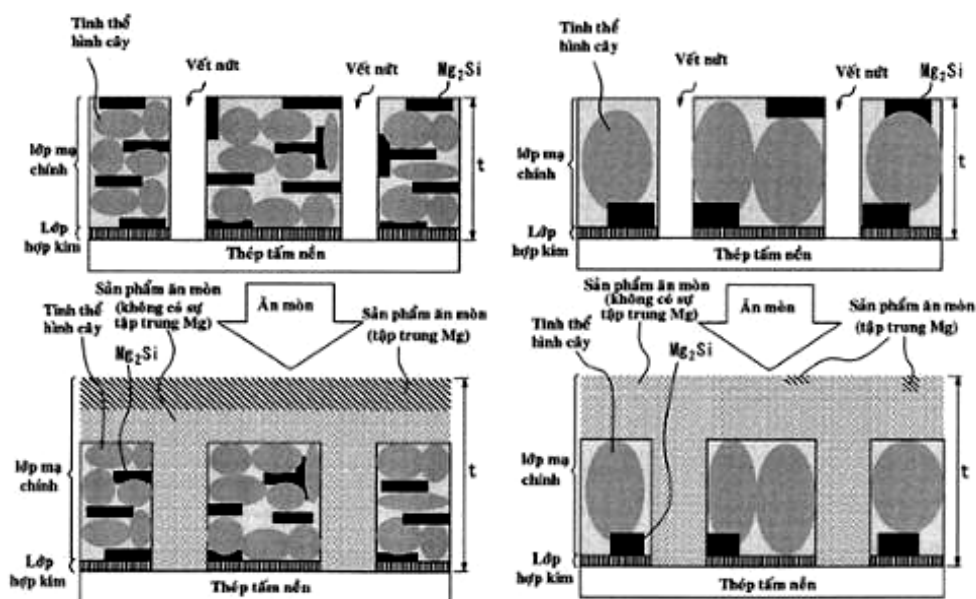 Tinh thể
hình cây
Vết nứt
Vết nứt
Mg₂Si
lớp mạ
chính
t
Lớp
hợp kim
Thép tấm nền
Tinh thể
hình cây
Vết nứt
Vết nứt
Mg₂Si
lớp mạ
chính
t
Lớp
hợp kim
Thép tấm nền
Sản phẩm ăn mòn
(không có sự
tập trung Mg)
Tinh thể
hình cây
Mg₂Si
Ăn mòn
Sản phẩm ăn mòn
(tập trung Mg)
lớp mạ
chính
t
Lớp
hợp kim
Thép tấm nền
Sản phẩm ăn mòn
(không có sự
tập trung Mg)
Tinh thể
hình cây
Mg₂Si
Ăn mòn
Sản phẩm ăn mòn
(tập trung Mg)
lớp mạ
chính
t
Lớp
hợp kim
Thép tấm nền